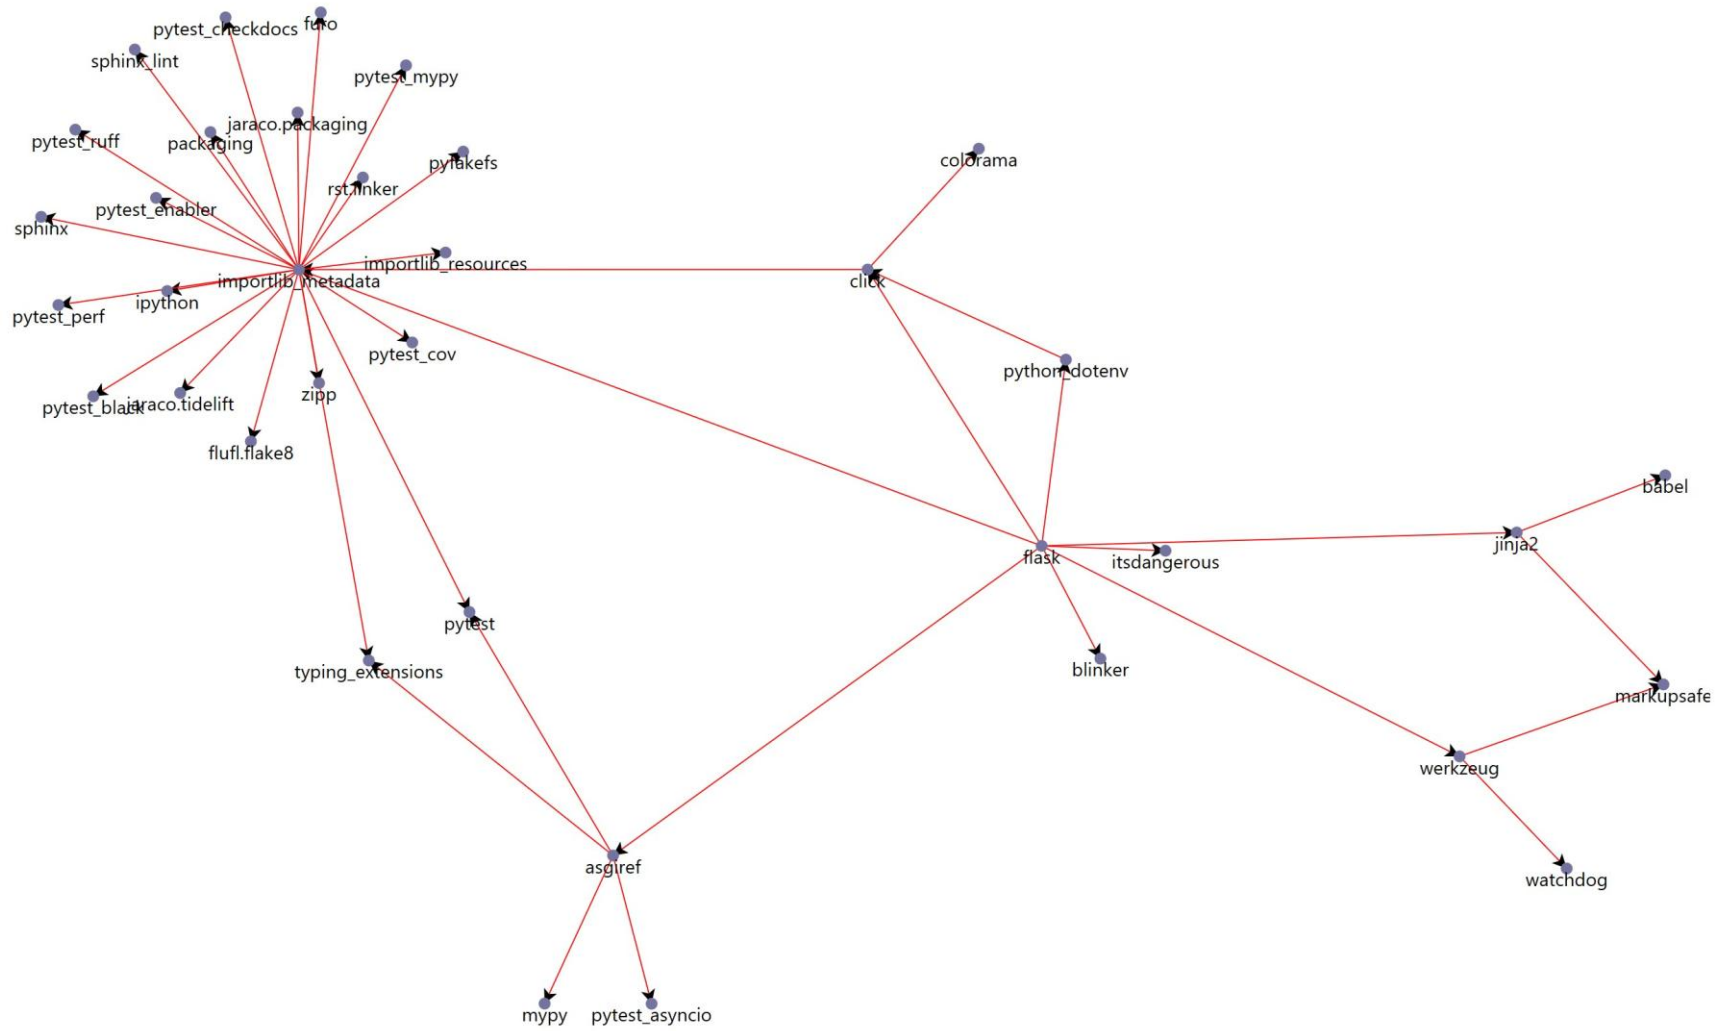 furo
pytest_checkdocs
sphinx_lint
pytest_mypy
jaraco.packaging
pytest_ruff
packaging
colorama
pyfakefs
rst.linker
pytest_enabler
sphinx
importlib_resources
importlib_metadata
click
ipython
pytest_perf
pytest_cov
python_dotenv
zipp
jaraco.tidelift
pytest_black
flufl.flake8
babel
jinja2
flask
itsdangerous
pytest
blinker
typing_extensions
markupsafe
werkzeug
asgiref
watchdog
mypy
pytest_asyncio